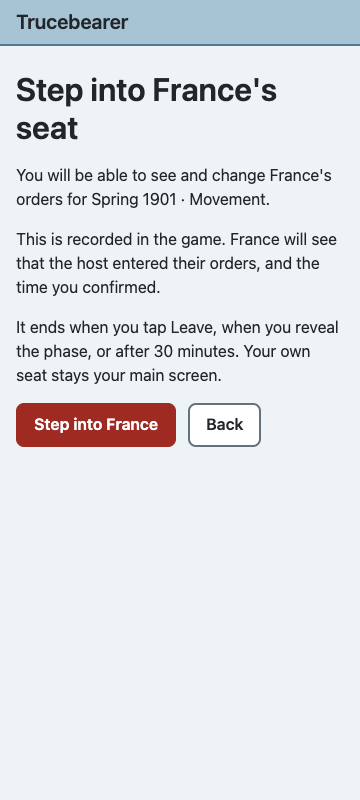 Trucebearer
Step into France's
seat
You will be able to see and change France's
orders for Spring 1901 · Movement.
This is recorded in the game. France will see
that the host entered their orders, and the
time you confirmed.
It ends when you tap Leave, when you reveal
the phase, or after 30 minutes. Your own
seat stays your main screen.
Step into France
Back